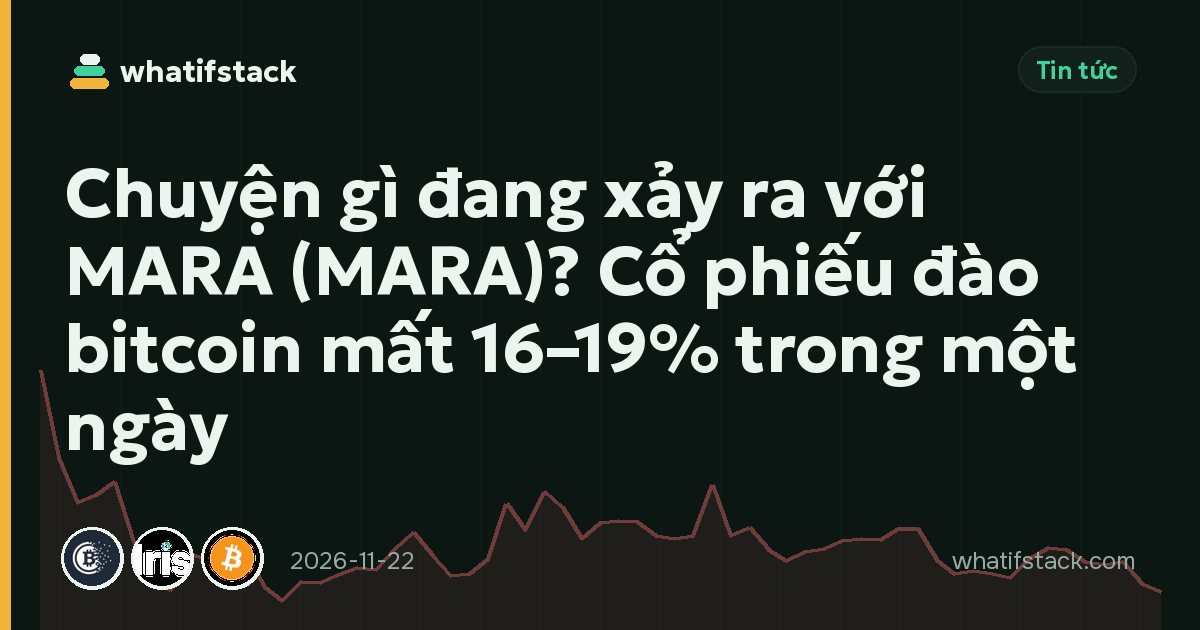 whatifstack
Tin tức
Chuyện gì đang xảy ra với
MARA (MARA)? Cổ phiếu đào
bitcoin mất 16–19% trong một
ngày
Iris
2026-11-22
whatifstack.com